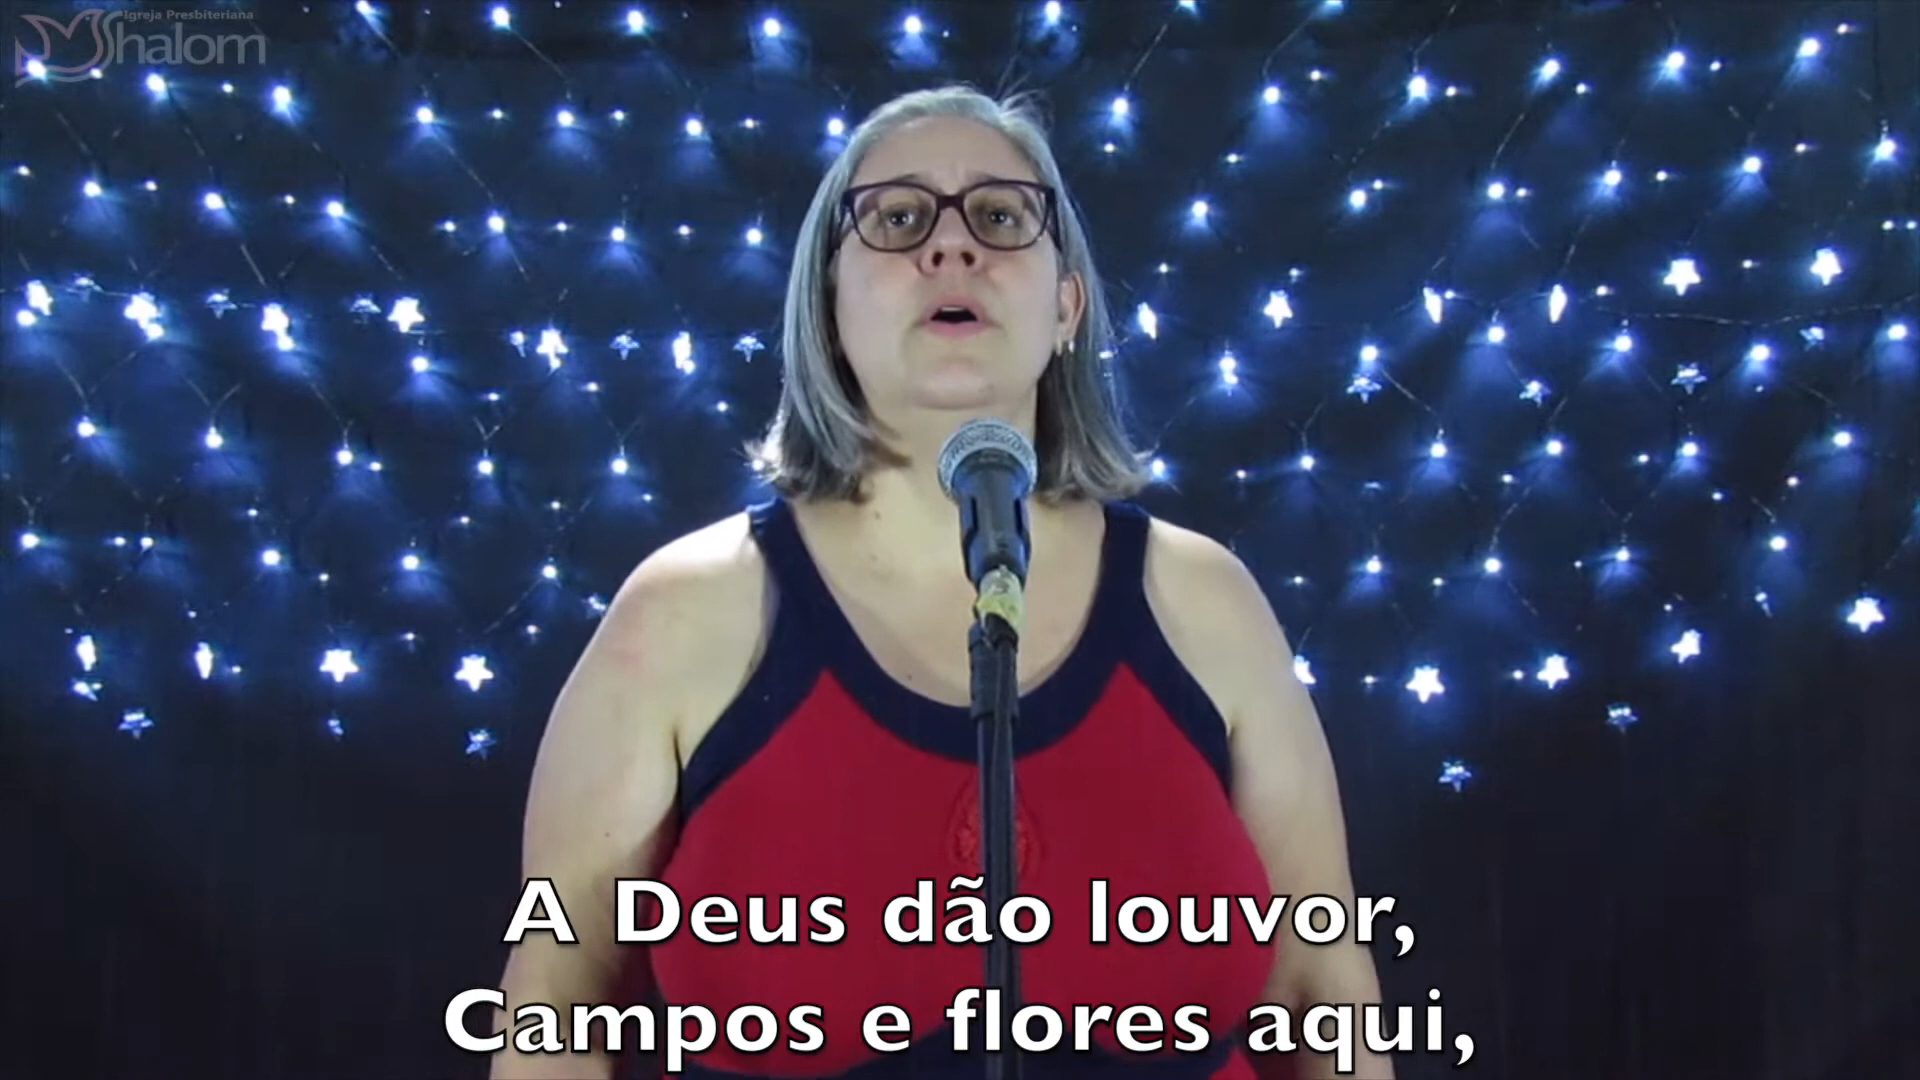 Igreja Presbiteriana
Shalom
A Deus dão louvor,
Campos e flores aqui,